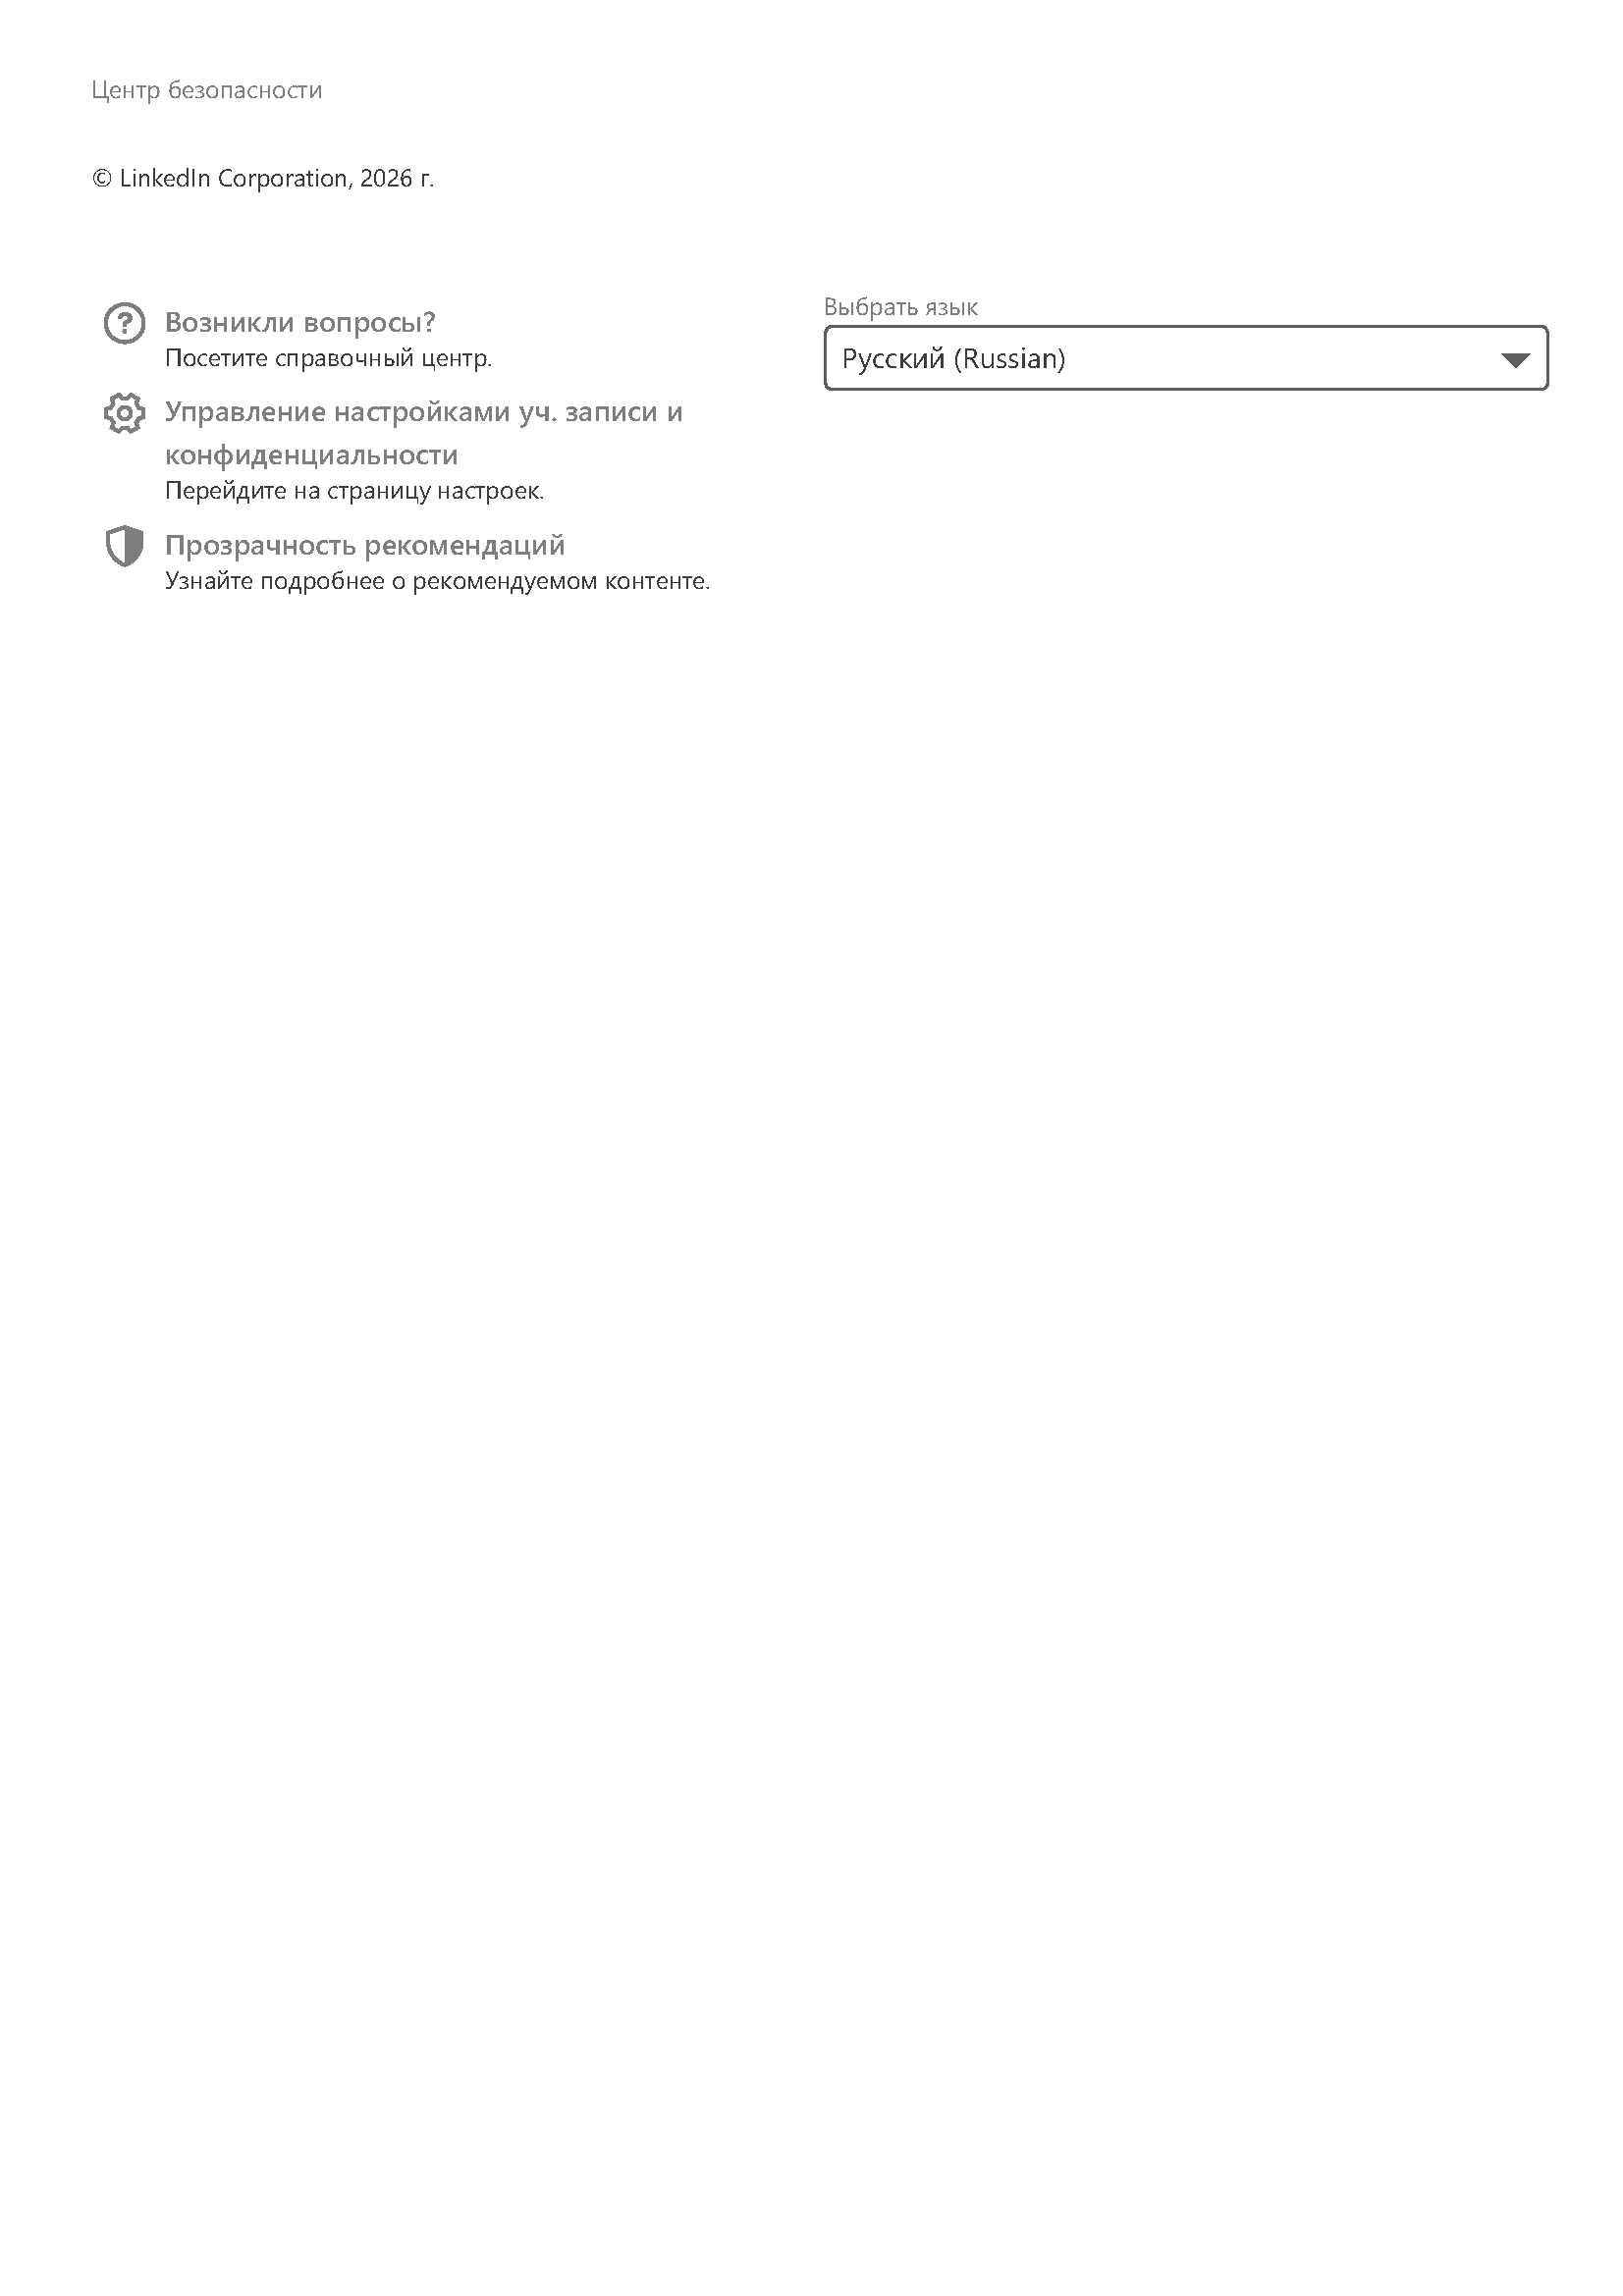 Центр безопасности
© LinkedIn Corporation, 2026 г.
Возникли вопросы?
Посетите справочный центр.
Управление настройками уч. записи и
конфиденциальности
Перейдите на страницу настроек.
Прозрачность рекомендаций
Узнайте подробнее о рекомендуемом контенте.
Выбрать язык
Русский (Russian)